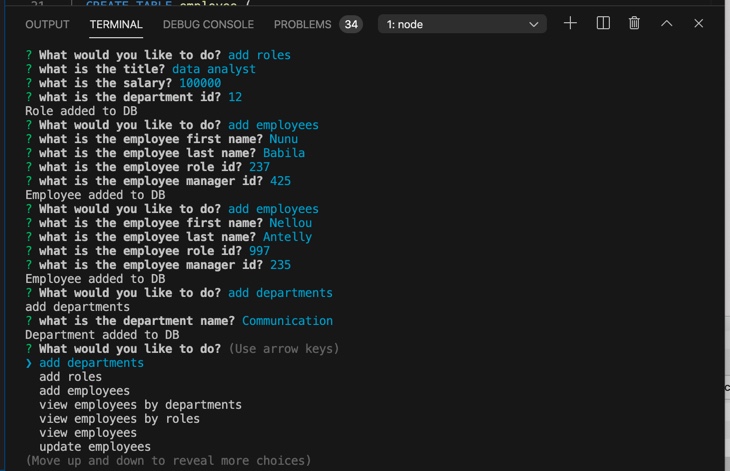 31 CREATE TABLE employee (
OUTPUT TERMINAL DEBUG CONSOLE PROBLEMS 34 1: node
? What would you like to do? add roles
? what is the title? data analyst
? what is the salary? 100000
? what is the department id? 12
Role added to DB
? What would you like to do? add employees
? what is the employee first name? Nunu
? what is the employee last name? Babila
? what is the employee role id? 237
? what is the employee manager id? 425
Employee added to DB
? What would you like to do? add employees
? what is the employee first name? Nellou
? what is the employee last name? Antelly
? what is the employee role id? 997
? what is the employee manager id? 235
Employee added to DB
? What would you like to do? add departments
add departments
? what is the department name? Communication
Department added to DB
? What would you like to do? (Use arrow keys)
❯ add departments
add roles
add employees
view employees by departments
view employees by roles
view employees
update employees
(Move up and down to reveal more choices)